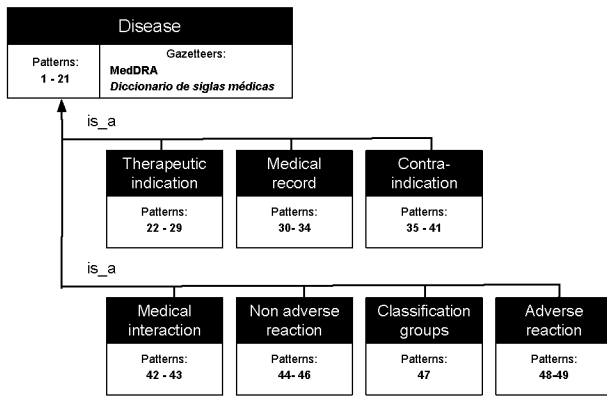 Disease
Patterns:
1 - 21
Gazetteers:
MedDRA
Diccionario de siglas médicas
is_a
Therapeutic
indication
Patterns:
22 - 29
Medical
record
Patterns:
30- 34
Contra-
indication
Patterns:
35 - 41
is_a
Medical
interaction
Patterns:
42 - 43
Non adverse
reaction
Patterns:
44- 46
Classification
groups
Patterns:
47
Adverse
reaction
Patterns:
48-49